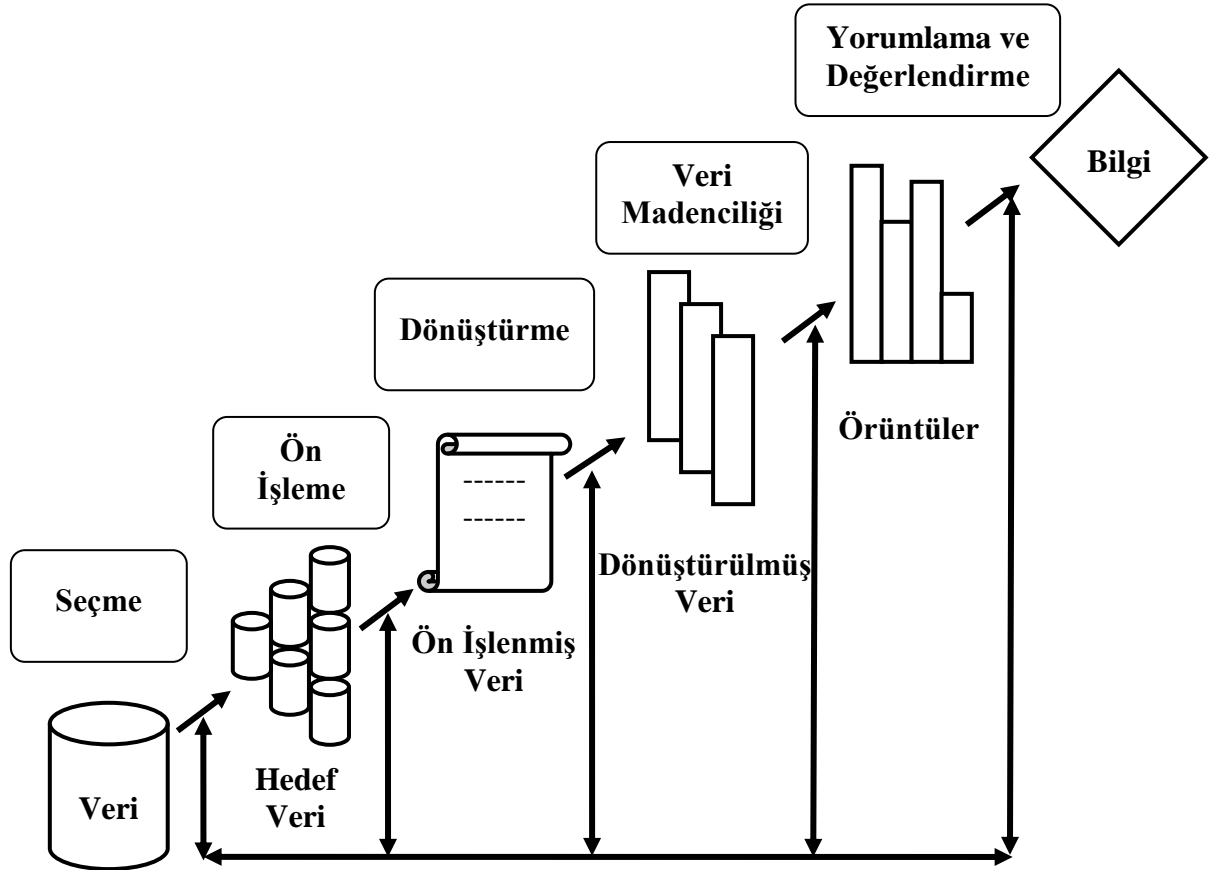 Yorumlama ve
Değerlendirme
Bilgi
Veri
Madenciliği
Dönüştürme
Örüntüler
Ön
İşleme
------
------
Dönüştürülmüş
Veri
Seçme
Ön İşlenmiş
Veri
Hedef
Veri
Veri